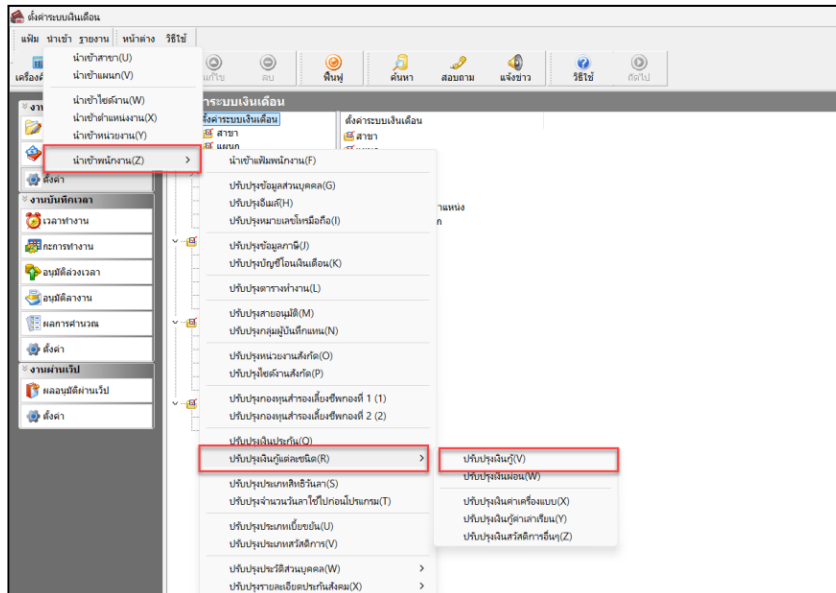 ตั้งค่าระบบเงินเดือน
แฟ้ม นำเข้า รายงาน หน้าต่าง วิธีใช้
นำเข้าสาขา(U)
นำเข้าแผนก(V)
นำเข้าไซต์งาน(W)
นำเข้าตำแหน่งงาน(X)
นำเข้าหน่วยงาน(Y)
นำเข้าพนักงาน(Z)
แก้ไข ลบ ฟื้นฟู ค้นหา สอบถาม แจ้งข่าว วิธีใช้ ถัดไป
ตั้งค่าระบบเงินเดือน
สาขา
แผนก
ตั้งค่าระบบเงินเดือน
สาขา
ตั้งค่า
งานบันทึกเวลา
เวลาทำงาน
กะการทำงาน
อนุมัติล่วงเวลา
อนุมัติลางาน
ผลการคำนวณ
ตั้งค่า
งานผ่านเว็ป
ผลอนุมัติผ่านเว็ป
ตั้งค่า
นำเข้าแฟ้มพนักงาน(F)
ปรับปรุงข้อมูลส่วนบุคคล(G)
ปรับปรุงอีเมล์(H)
ปรับปรุงหมายเลขโทรมือถือ(I)
ปรับปรุงข้อมูลภาษี(J)
ปรับปรุงบัญชีโอนเงินเดือน(K)
ปรับปรุงตารางทำงาน(L)
ปรับปรุงสายอนุมัติ(M)
ปรับปรุงกลุ่มผู้บันทึกแทน(N)
ปรับปรุงหน่วยงานสังกัด(O)
ปรับปรุงไซต์งานสังกัด(P)
ปรับปรุงกองทุนสำรองเลี้ยงชีพกองที่ 1 (1)
ปรับปรุงกองทุนสำรองเลี้ยงชีพกองที่ 2 (2)
ปรับปรุงเงินประกัน(Q)
ปรับปรุงเงินกู้แต่ละชนิด(R)
ปรับปรุงประเภทสิทธิวันลา(S)
ปรับปรุงจำนวนวันลาใช้ไปก่อนโปรแกรม(T)
ปรับปรุงประเภทเบี้ยขยัน(U)
ปรับปรุงประเภทสวัสดิการ(V)
ปรับปรุงประวัติส่วนบุคคล(W)
ปรับปรุงรายละเอียดประกันสังคม(X)
ปรับปรุงเงินกู้(V)
ปรับปรุงเงินผ่อน(W)
ปรับปรุงเงินค่าเครื่องแบบ(X)
ปรับปรุงเงินกู้ค่าเล่าเรียน(Y)
ปรับปรุงเงินสวัสดิการอื่นๆ(Z)